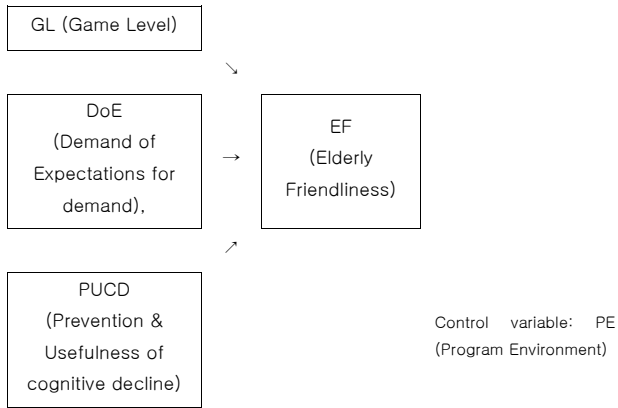 GL (Game Level)
↘
DoE
(Demand of
Expectations for
demand),
→
EF
(Elderly
Friendliness)
↗
PUCD
(Prevention &
Usefulness of
cognitive decline)
Control variable: PE
(Program Environment)